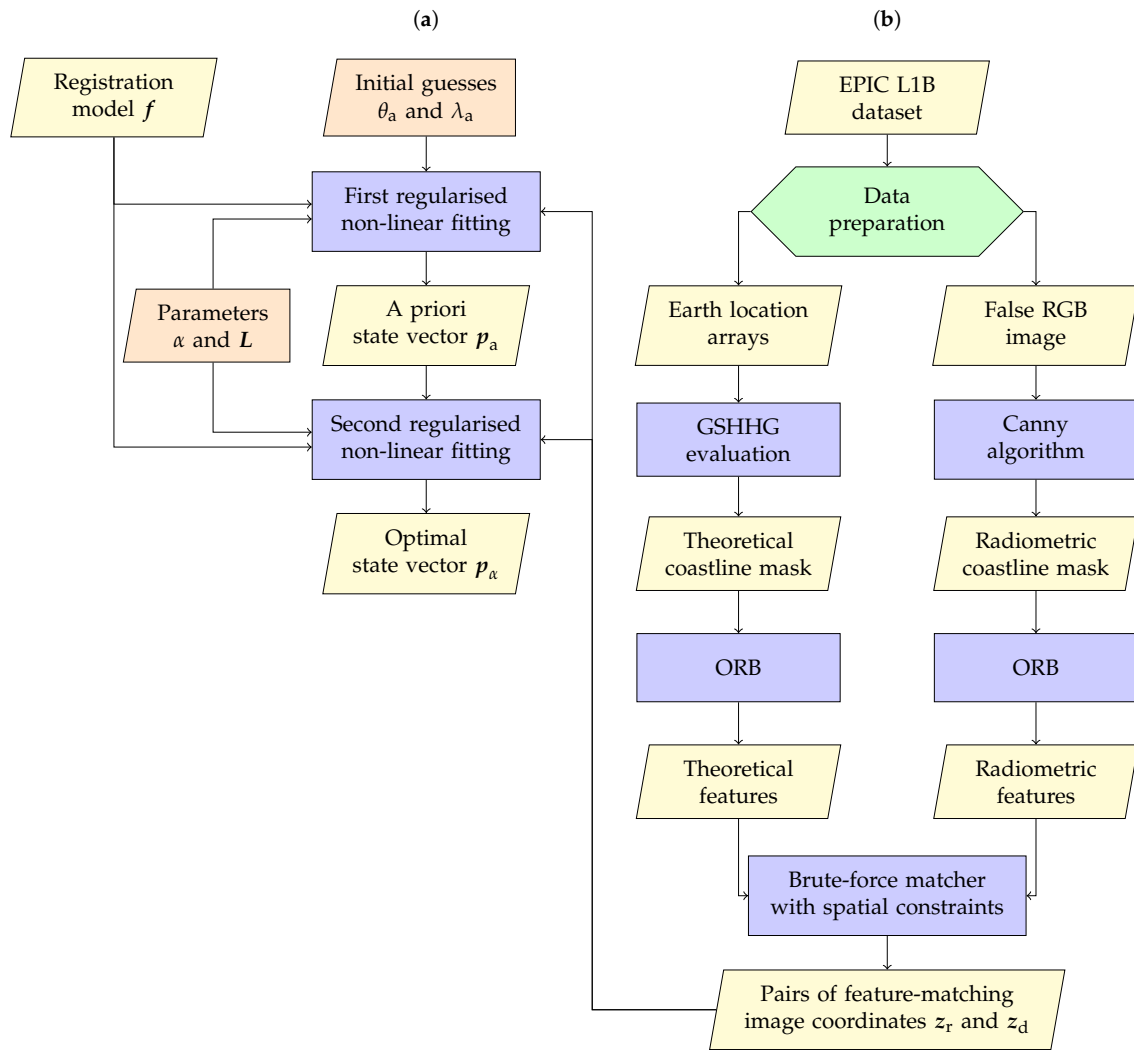 (a)
Registration
model f
Initial guesses
θa and λa
First regularised
non-linear fitting
Parameters
α and L
A priori
state vector pa
Second regularised
non-linear fitting
Optimal
state vector pα
(b)
EPIC L1B
dataset
Data
preparation
Earth location
arrays
False RGB
image
GSHHG
evaluation
Canny
algorithm
Theoretical
coastline mask
Radiometric
coastline mask
ORB
ORB
Theoretical
features
Radiometric
features
Brute-force matcher
with spatial constraints
Pairs of feature-matching
image coordinates zr and zd